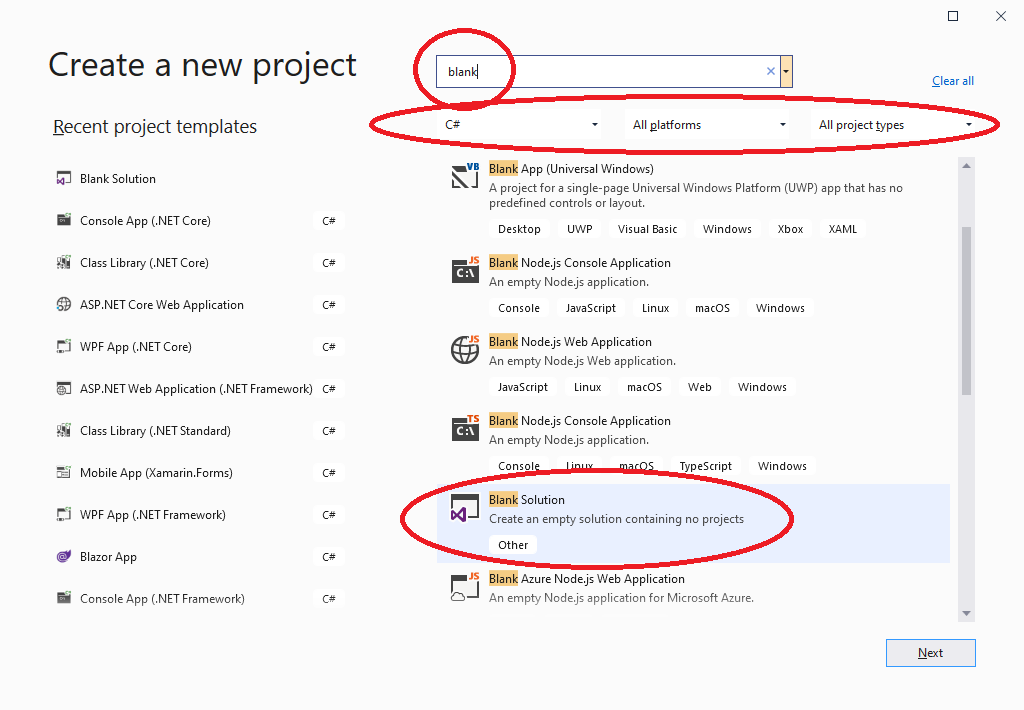 Create a new project
blank
Clear all
C#
All platforms
All project types
Recent project templates
Blank Solution
Console App (.NET Core) C#
Class Library (.NET Core) C#
ASP.NET Core Web Application C#
WPF App (.NET Core) C#
ASP.NET Web Application (.NET Framework) C#
Class Library (.NET Standard) C#
Mobile App (Xamarin.Forms) C#
WPF App (.NET Framework) C#
Blazor App C#
Console App (.NET Framework) C#
VB
Blank App (Universal Windows)
A project for a single-page Universal Windows Platform (UWP) app that has no
predefined controls or layout.
Desktop UWP Visual Basic Windows Xbox XAML
JS
C:\
Blank Node.js Console Application
An empty Node.js application.
Console JavaScript Linux macOS Windows
JS
Blank Node.js Web Application
An empty Node.js Web application.
JavaScript Linux macOS Web Windows
TS
C:\
Blank Node.js Console Application
An empty Node.js application.
Console Linux macOS TypeScript Windows
Blank Solution
Create an empty solution containing no projects
Other
JS
Blank Azure Node.js Web Application
An empty Node.js application for Microsoft Azure.
Next